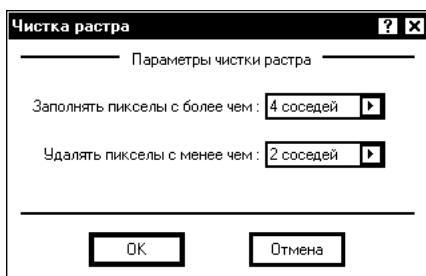 Чистка растра ? X
Параметры чистки растра
Заполнять пикселы с более чем : 4 соседей
Удалять пикселы с менее чем : 2 соседей
OK Отмена